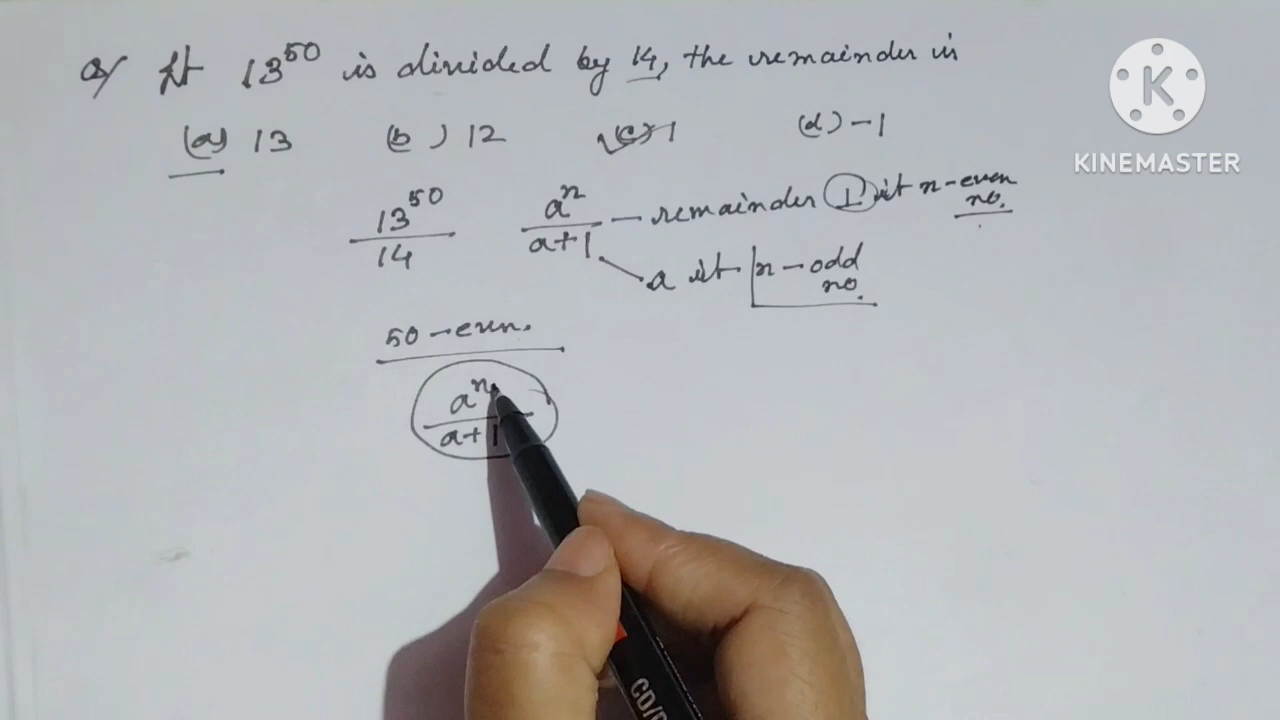 Q/ If 13^50 is divided by 14, the remainder is
(a) 13 (b) 12 (c) 1 (d) -1
13^50/14 a^n/a+1 — remainder 1 if n-even no.
a if n-odd no.
50-even.
a^n/a+1
K
KINEMASTER
CD/D